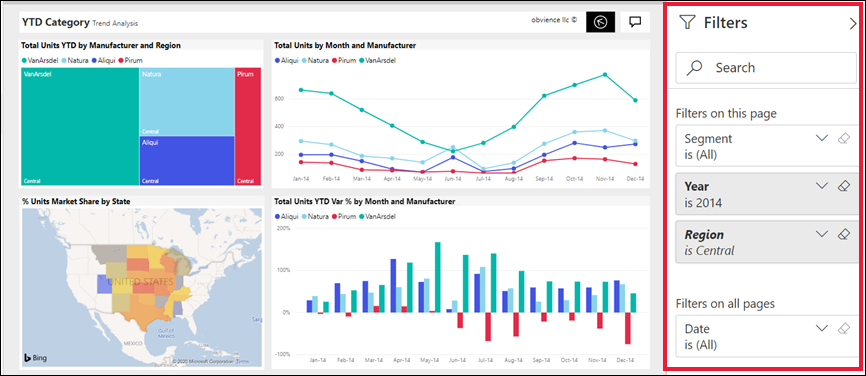 YTD Category Trend Analysis
obvience llc ©
Total Units YTD by Manufacturer and Region
VanArsdel Natura Aliqui Pirum
VanArsdel
Central
Natura
Central
Aliqui
Central
Pirum
Central
Total Units by Month and Manufacturer
Aliqui Natura Pirum VanArsdel
600
400
200
Jan-14 Feb-14 Mar-14 Apr-14 May-14 Jun-14 Jul-14 Aug-14 Sep-14 Oct-14 Nov-14 Dec-14
% Units Market Share by State
UNITED STATES
GULF OF
MEXICO
MEXICO
Bing
© 2020 Microsoft Corporation Terms
Total Units YTD Var % by Month and Manufacturer
Aliqui Natura Pirum VanArsdel
200%
100%
0%
-100%
Jan-14 Feb-14 Mar-14 Apr-14 May-14 Jun-14 Jul-14 Aug-14 Sep-14 Oct-14 Nov-14 Dec-14
Filters
Search
Filters on this page
Segment
is (All)
Year
is 2014
Region
is Central
Filters on all pages
Date
is (All)